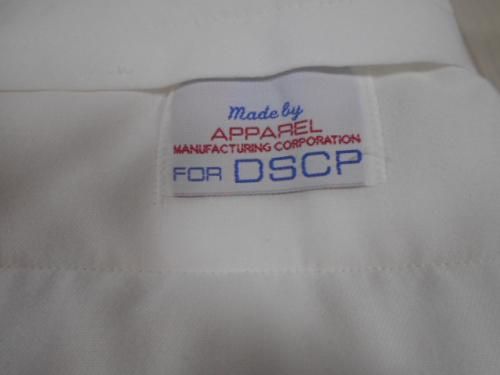 Made by
APPAREL
MANUFACTURING CORPORATION
FOR DSCP